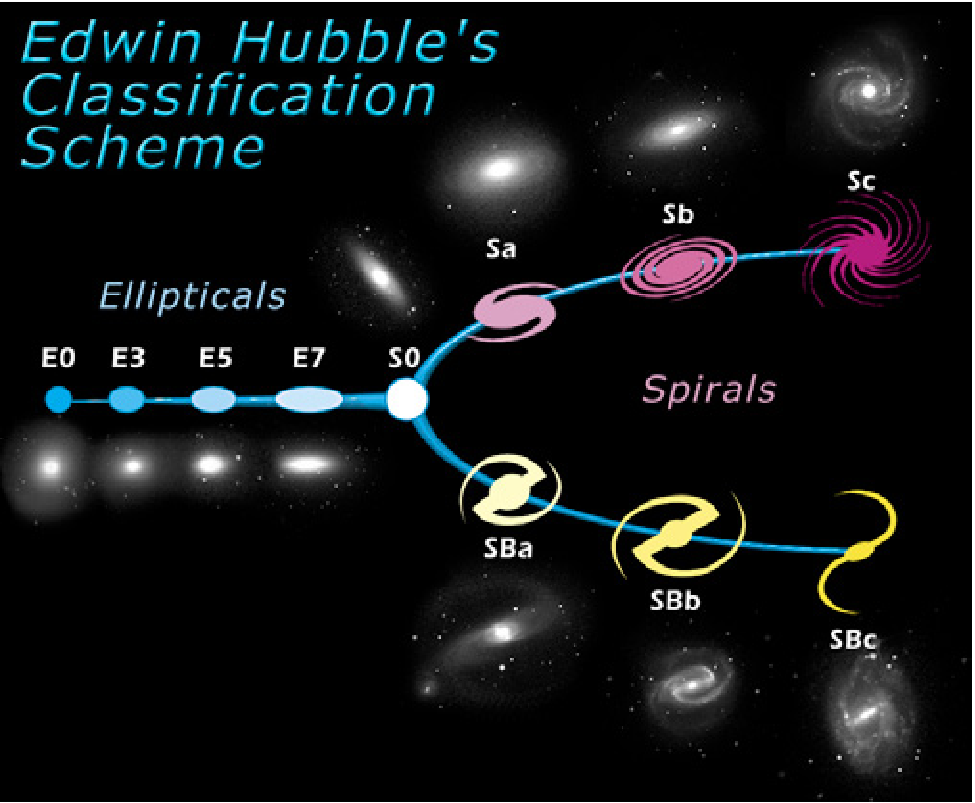 Edwin Hubble's
Classification
Scheme
Sc
Sb
Sa
Ellipticals
E0 E3 E5 E7 S0
Spirals
SBa
SBb
SBc